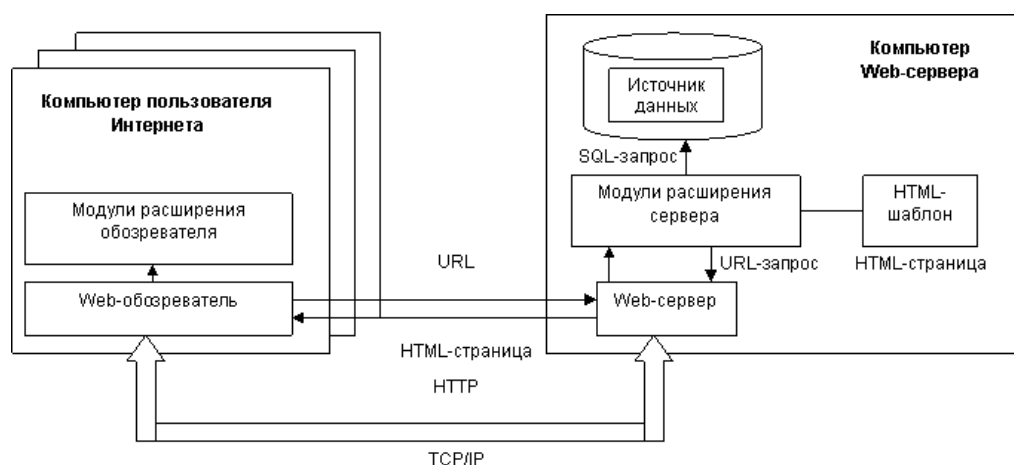 Компьютер пользователя
Интернета
Модули расширения
обозревателя
Web-обозреватель
URL
HTML-страница
HTTP
TCP/IP
Компьютер
Web-сервера
Источник
данных
SQL-запрос
Модули расширения
сервера
HTML-
шаблон
URL-запрос
HTML-страница
Web-сервер